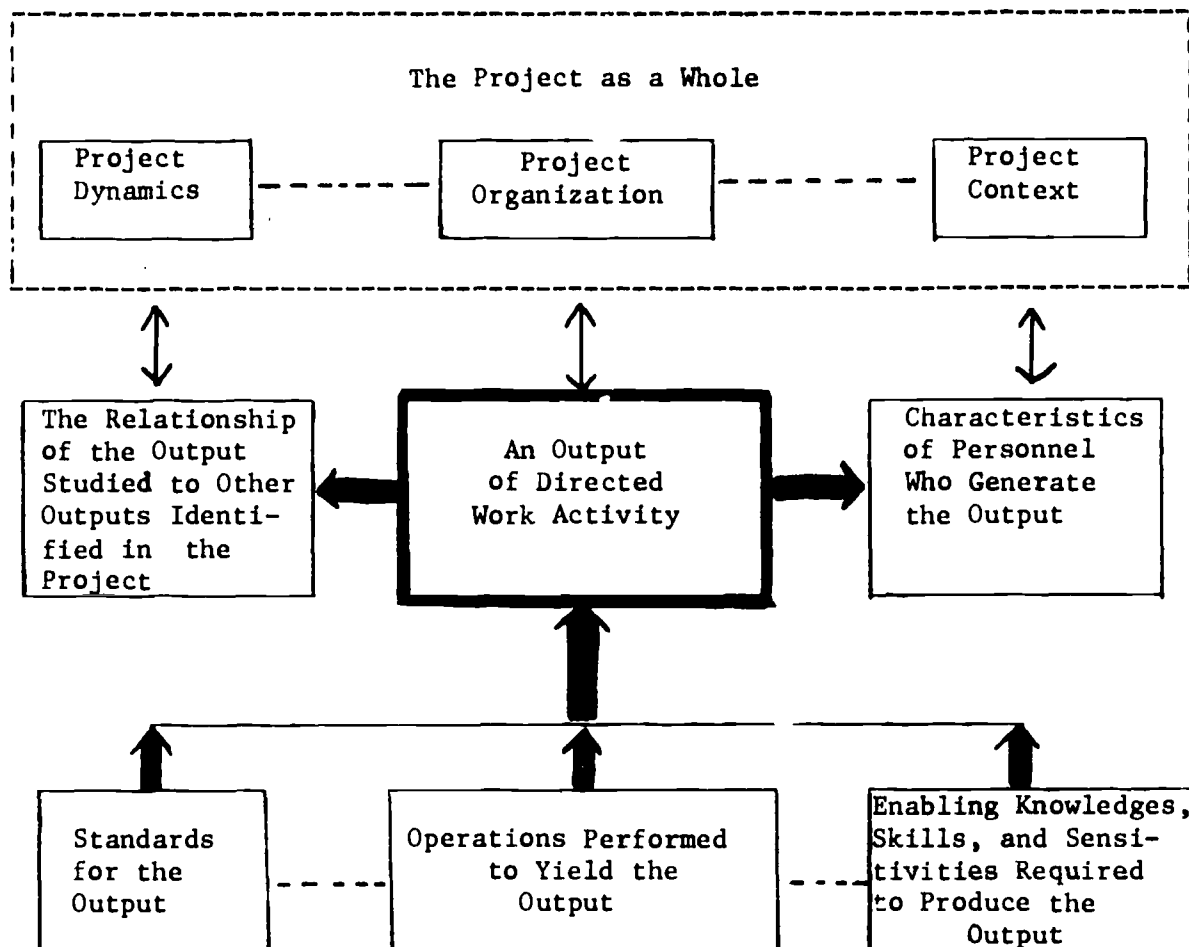 The Project as a Whole
Project
Dynamics
Project
Organization
Project
Context
The Relationship
of the Output
Studied to Other
Outputs Identi-
fied in the
Project
An Output
of Directed
Work Activity
Characteristics
of Personnel
Who Generate
the Output
Standards
for the
Output
Operations Performed
to Yield the
Output
Enabling Knowledges,
Skills, and Sensi-
tivities Required
to Produce the
Output